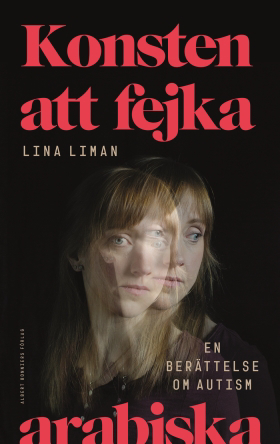 Konsten
att fejka
LINA LIMAN
EN
BERÄTTELSE
OM AUTISM
ALBERT BONNIERS FÖRLAG
arabiska